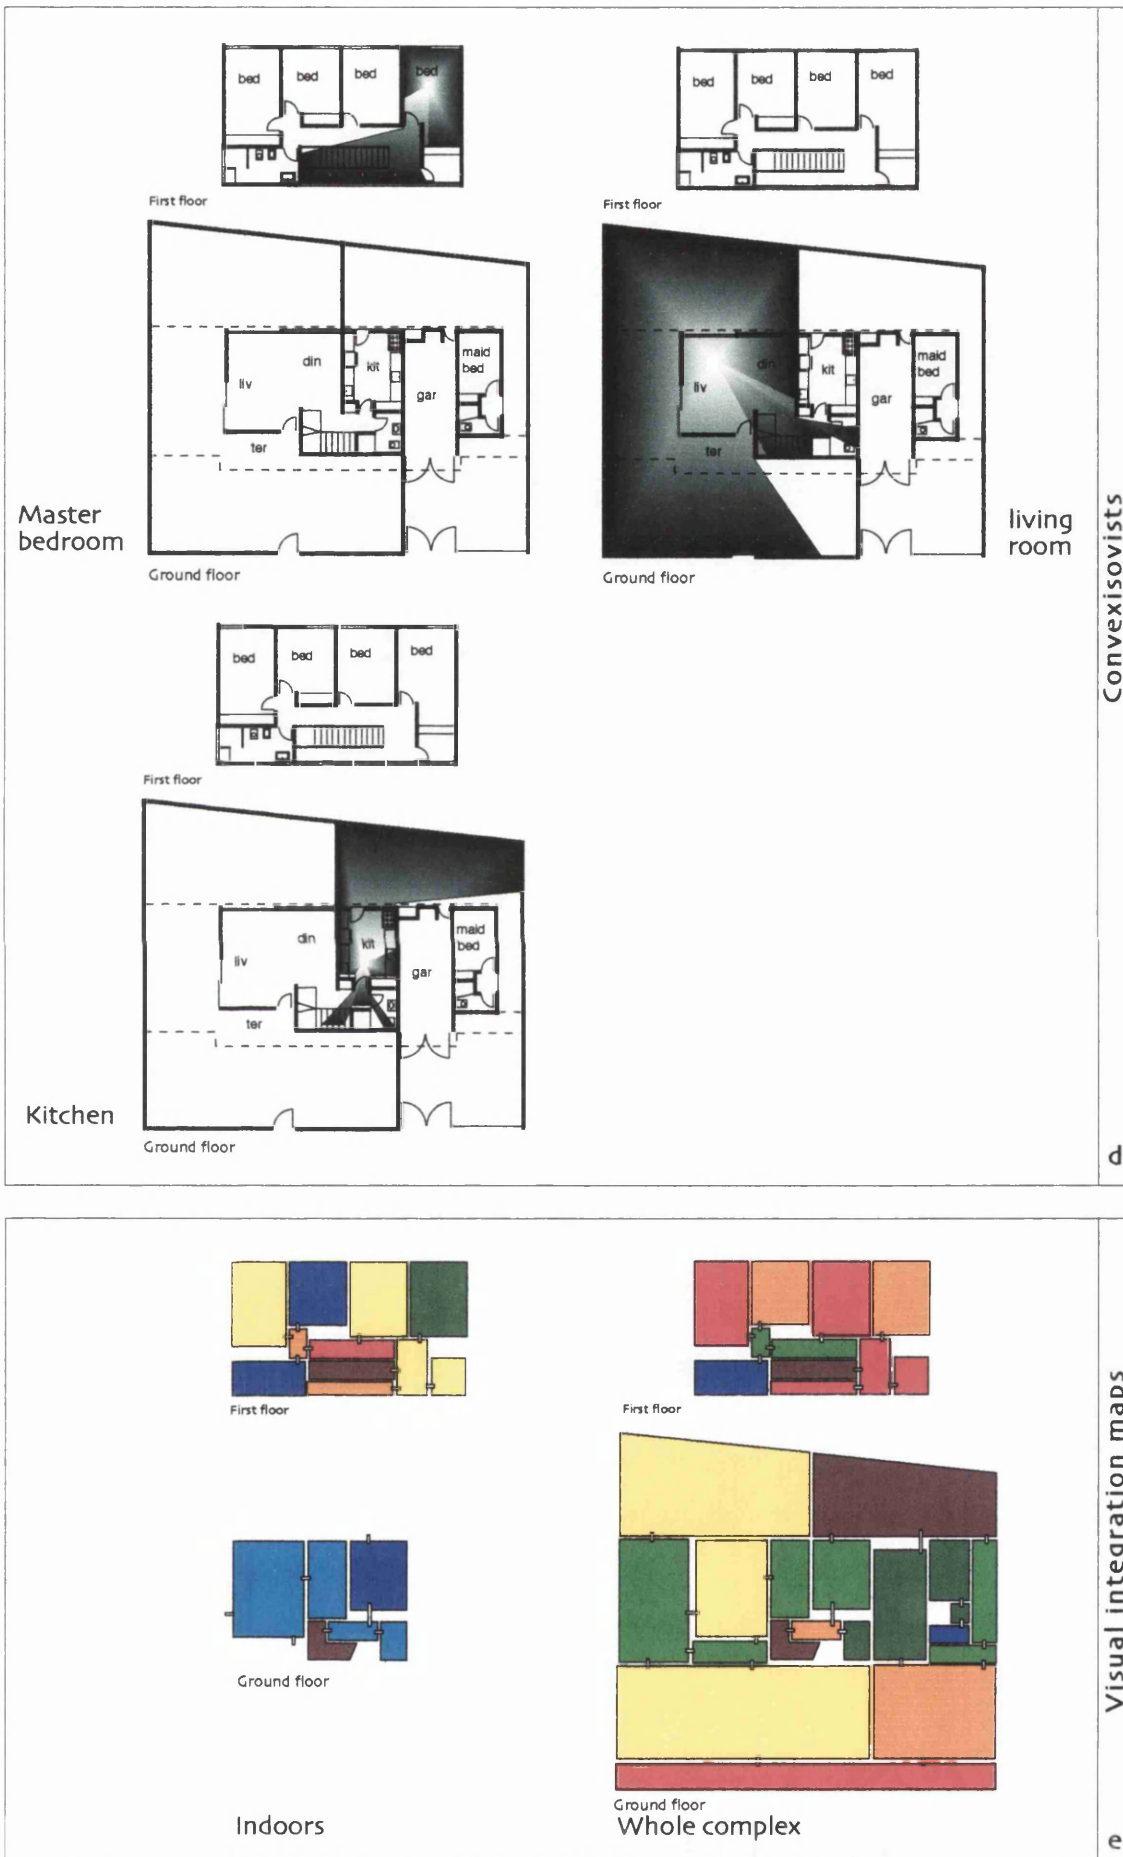 bed
bed
bed
bed
First floor
liv
din
kit
gar
maid
bed
ter
Master
bedroom
Ground floor
bed
bed
bed
bed
First floor
liv
din
kit
gar
maid
bed
ter
living
room
Ground floor
bed
bed
bed
bed
First floor
liv
din
kit
gar
maid
bed
ter
Kitchen
Ground floor
Convexisovists
d
First floor
Ground floor
Indoors
First floor
Ground floor
Whole complex
Visual integration maps
e